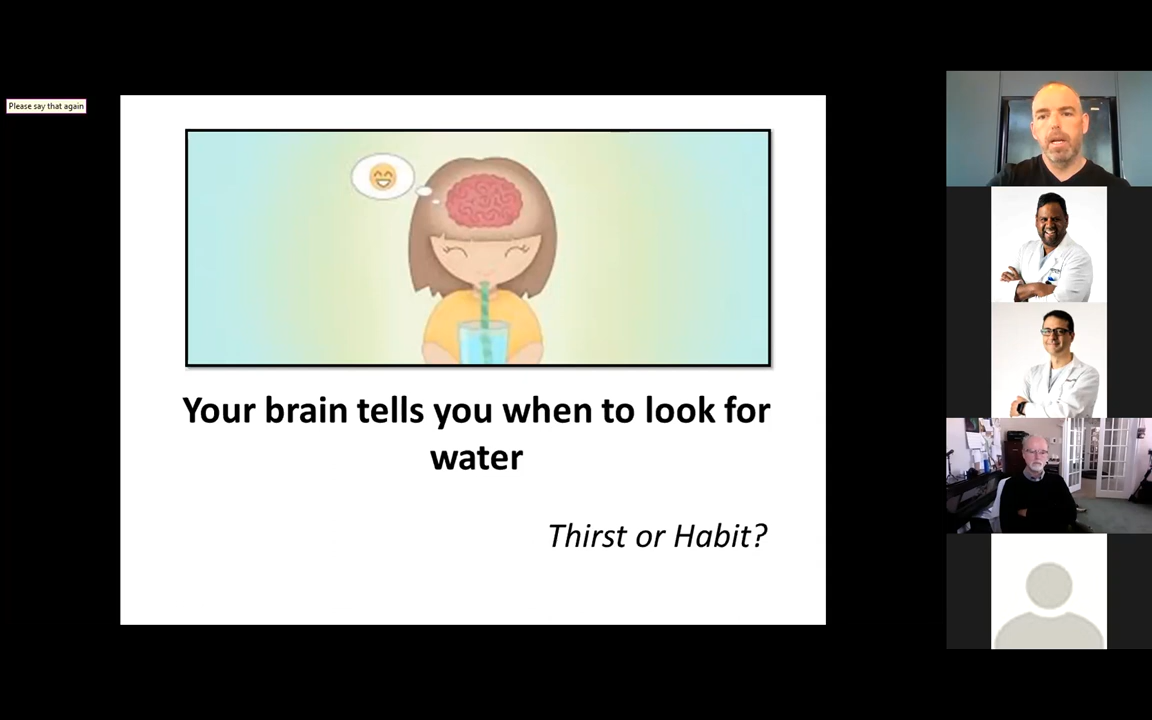 Please say that again
Your brain tells you when to look for
water
Thirst or Habit?